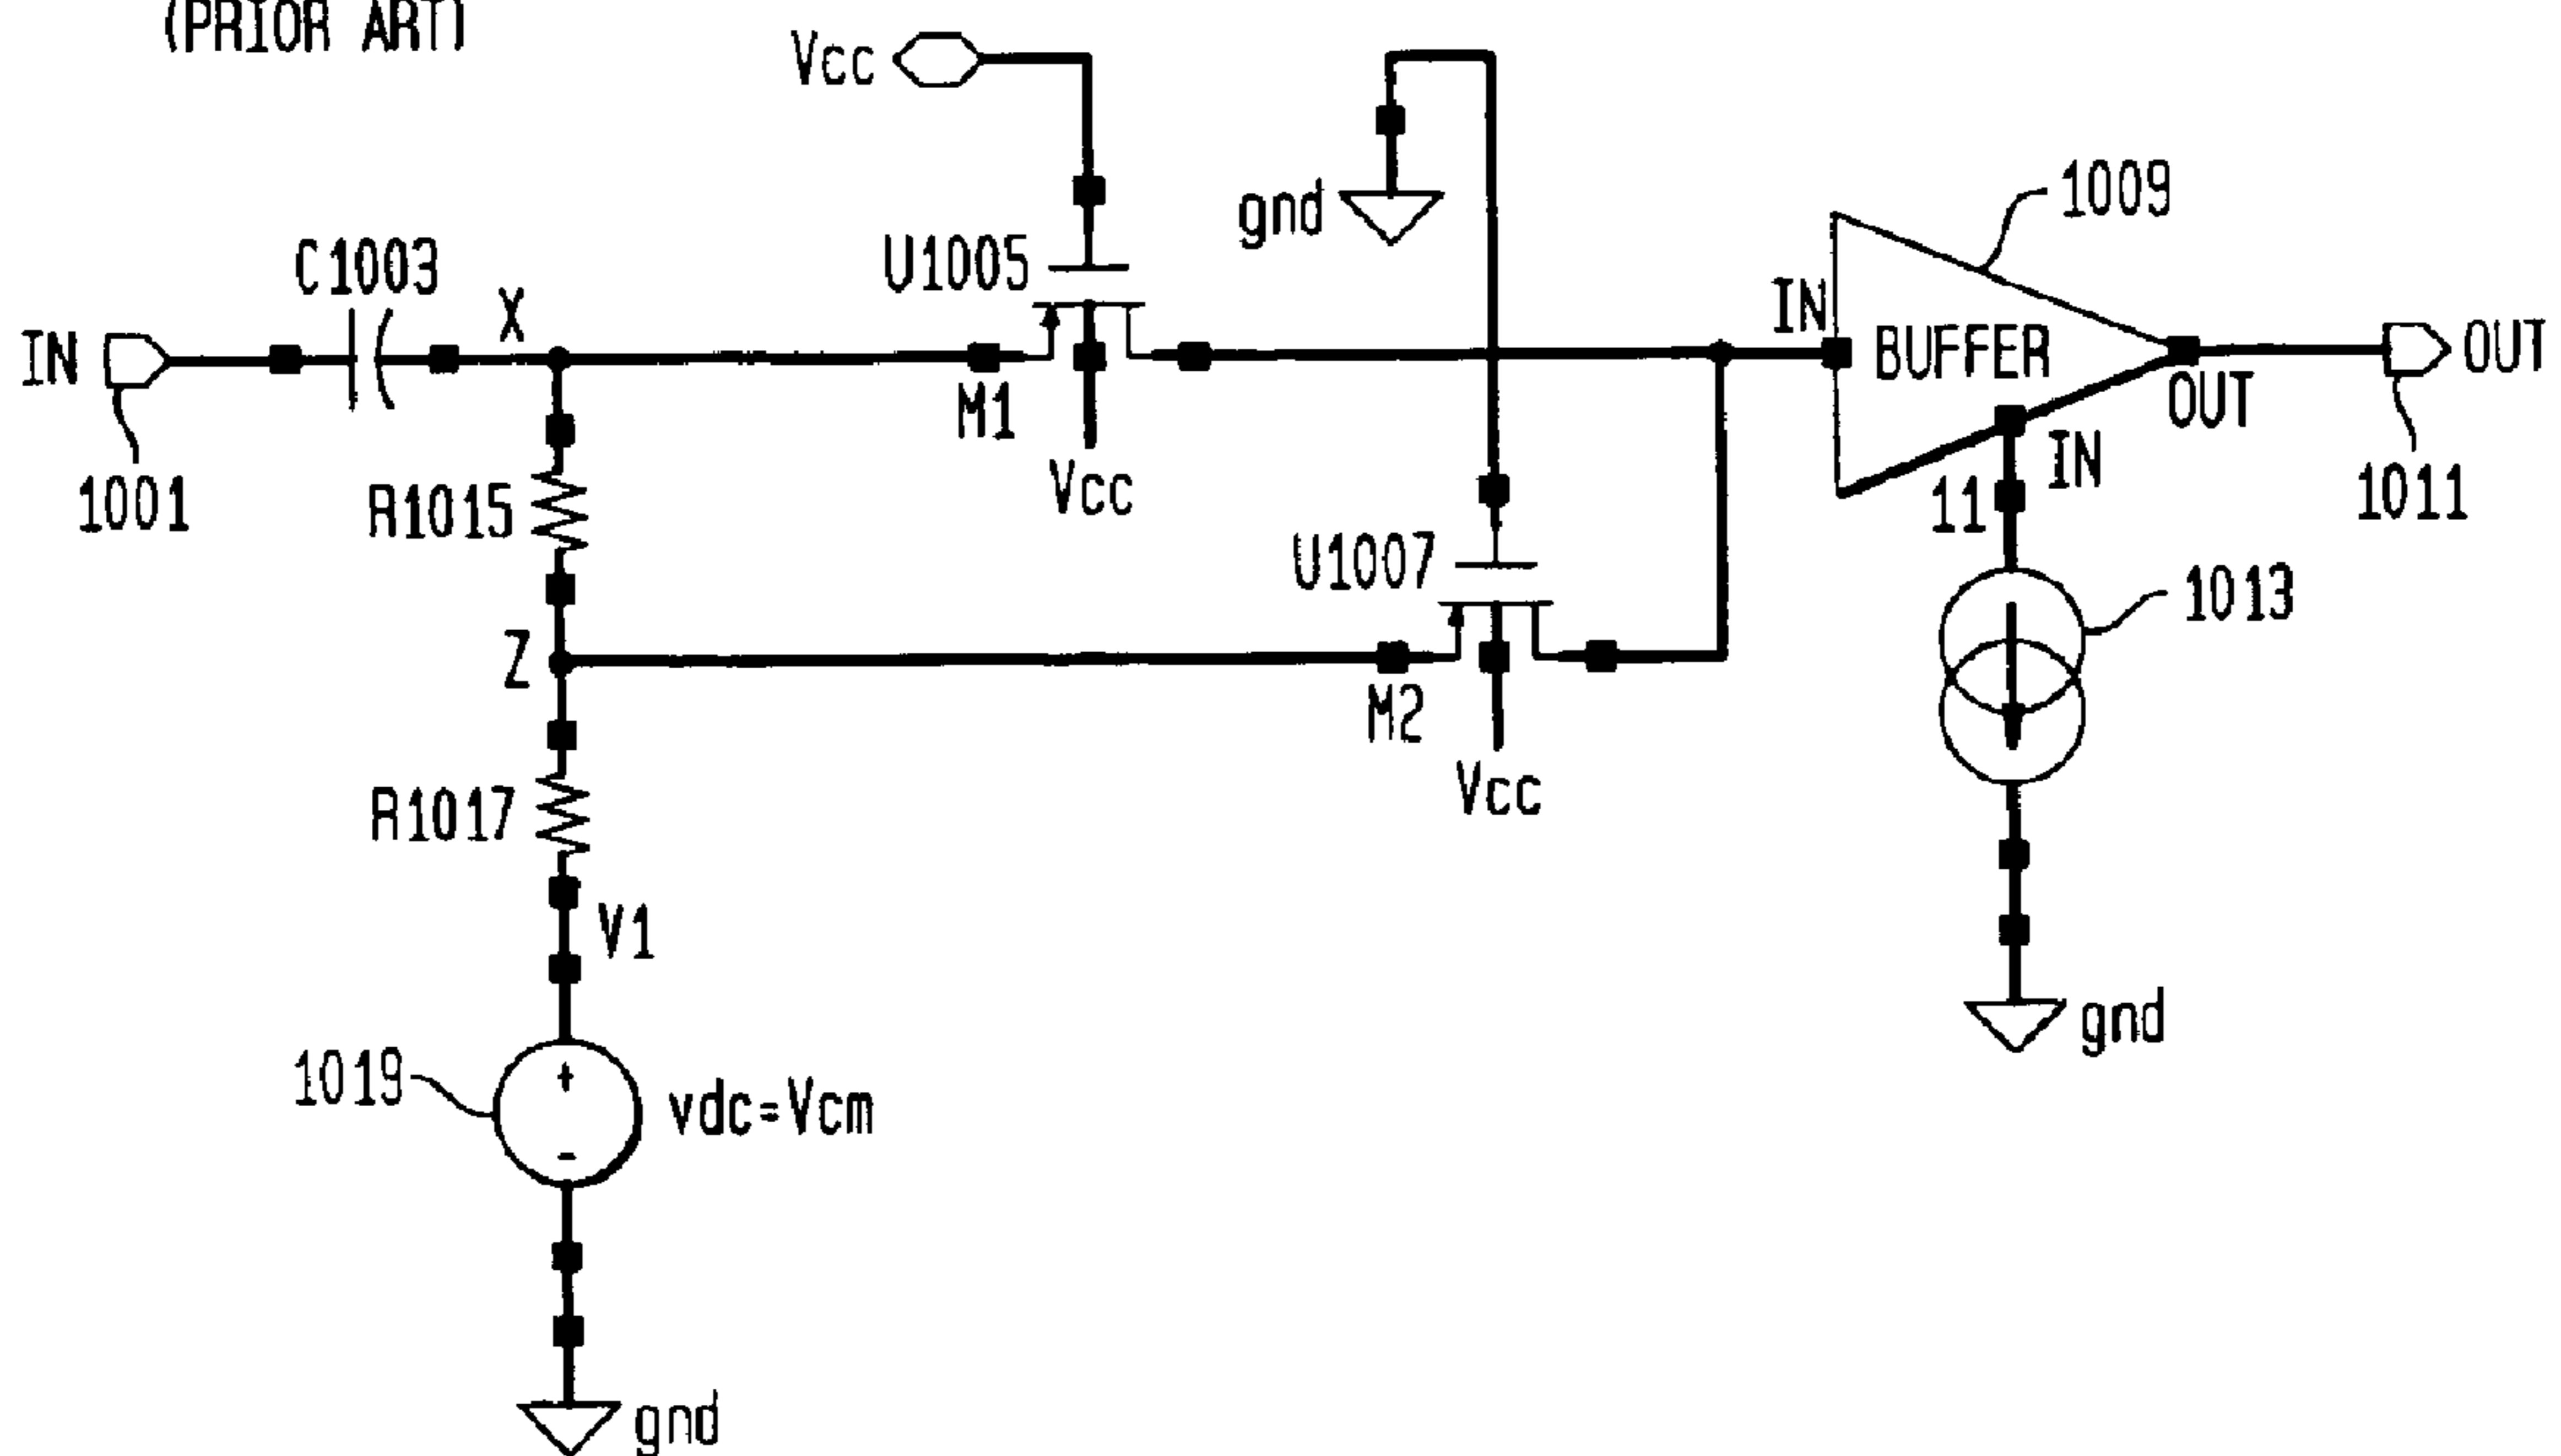 (PRIOR ART)
Vcc
gnd
1009
C1003
U1005
X
IN
IN
BUFFER
OUT
M1
OUT
1001
Vcc
R1015
IN
11
1011
U1007
1013
Z
M2
R1017
Vcc
V1
gnd
1019
+
vdc=Vcm
-
gnd